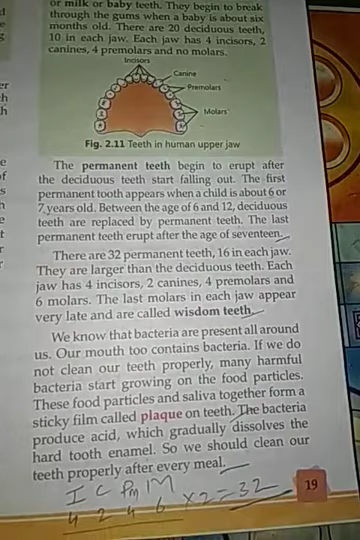 or milk or baby teeth. They begin to break
through the gums when a baby is about six
months old. There are 20 deciduous teeth,
10 in each jaw. Each jaw has 4 incisors, 2
canines, 4 premolars and no molars.
Incisors
Canine
Premolars
Molars
Fig. 2.11 Teeth in human upper jaw
The permanent teeth begin to erupt after
the deciduous teeth start falling out. The first
permanent tooth appears when a child is about 6 or
7 years old. Between the age of 6 and 12, deciduous
teeth are replaced by permanent teeth. The last
permanent teeth erupt after the age of seventeen.
There are 32 permanent teeth, 16 in each jaw.
They are larger than the deciduous teeth. Each
jaw has 4 incisors, 2 canines, 4 premolars and
6 molars. The last molars in each jaw appear
very late and are called wisdom teeth.
We know that bacteria are present all around
us. Our mouth too contains bacteria. If we do
not clean our teeth properly, many harmful
bacteria start growing on the food particles.
These food particles and saliva together form a
sticky film called plaque on teeth. The bacteria
produce acid, which gradually dissolves the
hard tooth enamel. So we should clean our
teeth properly after every meal.
I C Pm M
4 2 4 6 ×2=32
19